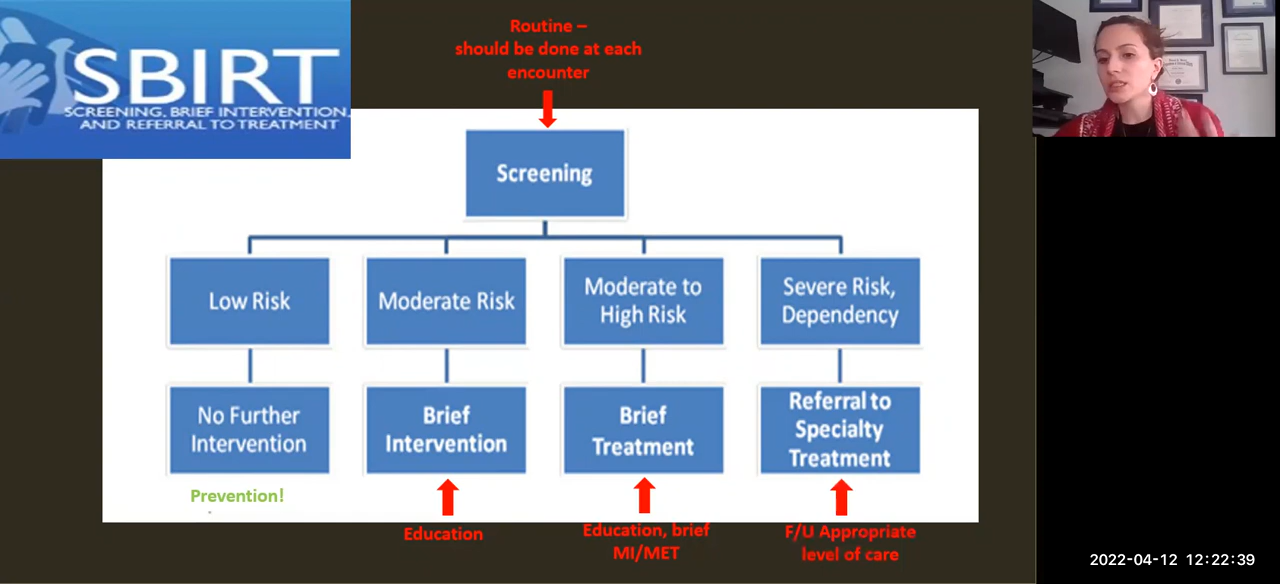 SBIRT
SCREENING, BRIEF INTERVENTION,
AND REFERRAL TO TREATMENT
Routine –
should be done at each
encounter
Screening
Low Risk
Moderate Risk
Moderate to
High Risk
Severe Risk,
Dependency
No Further
Intervention
Brief
Intervention
Brief
Treatment
Referral to
Specialty
Treatment
Prevention!
Education
Education, brief
MI/MET
F/U Appropriate
level of care
2022-04-12 12:22:39